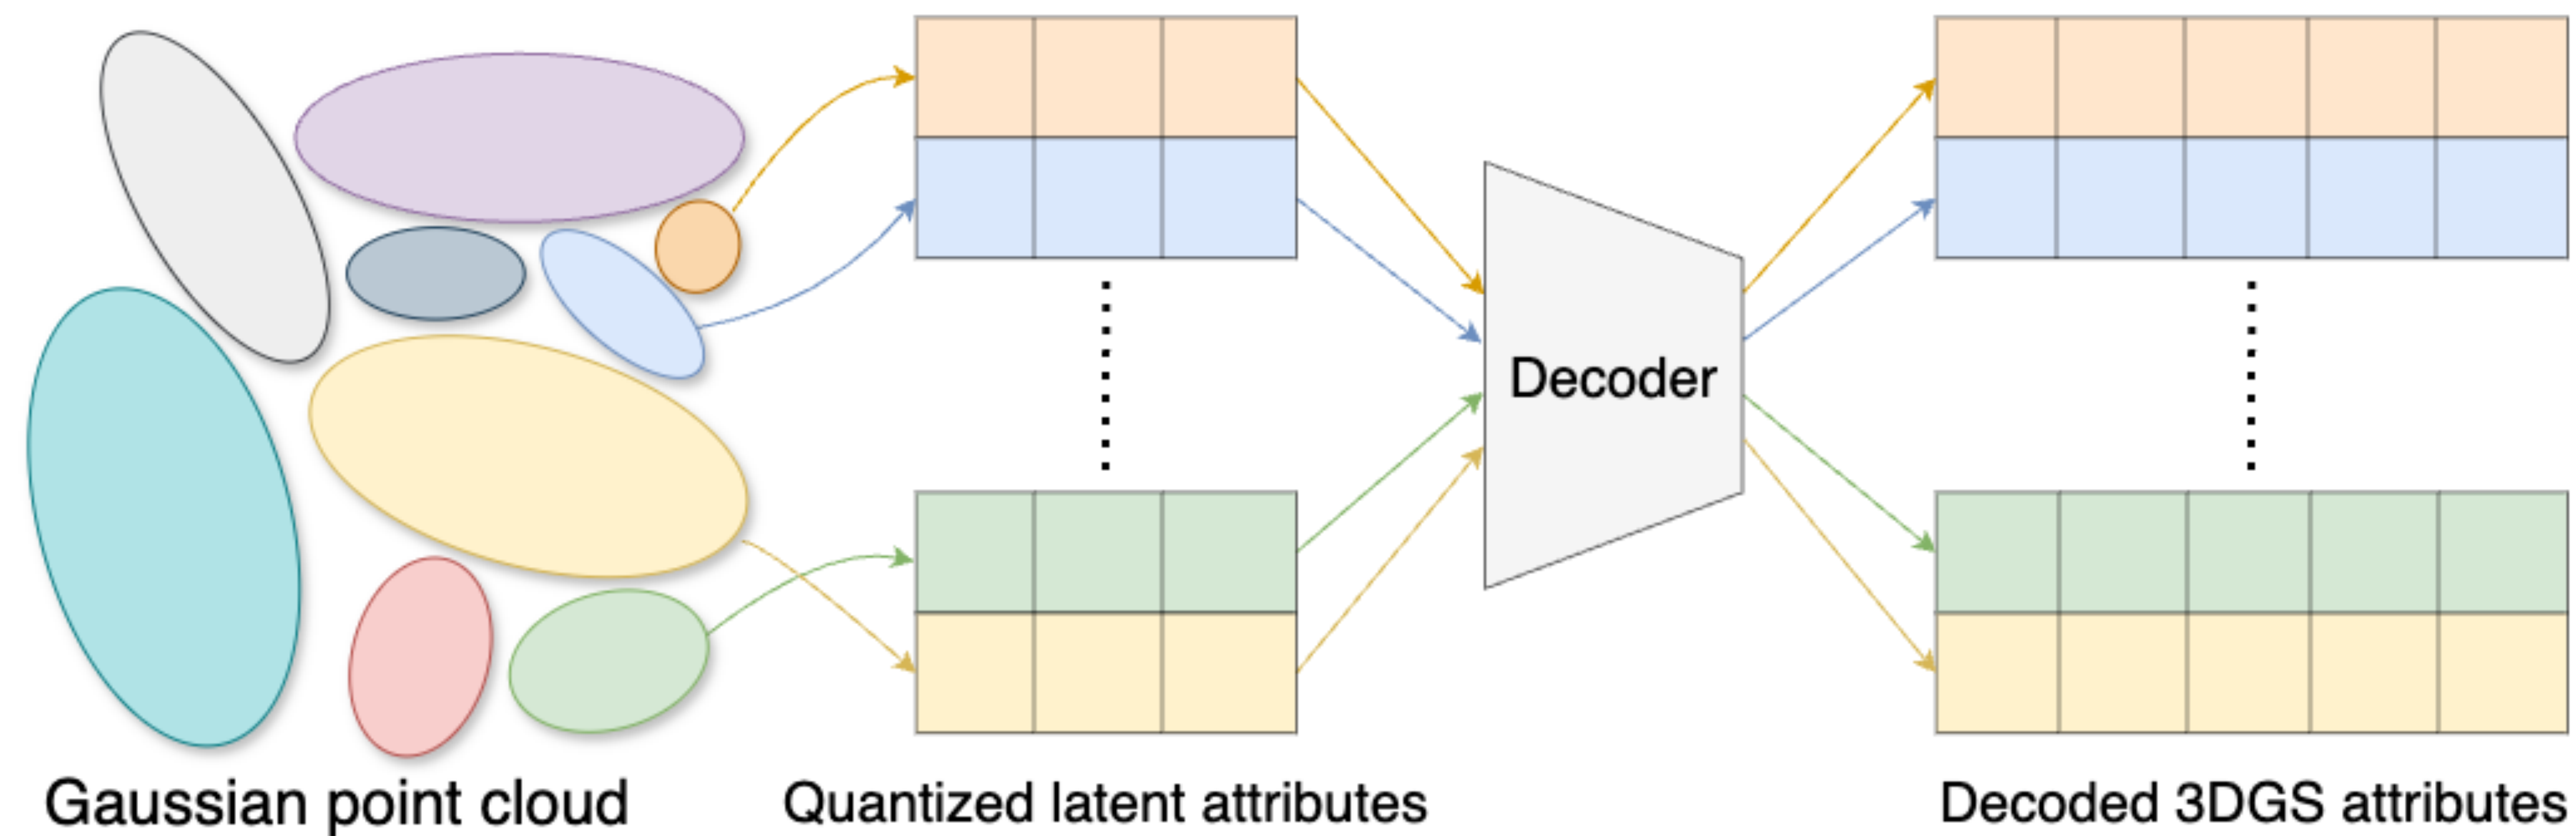 Decoder
Gaussian point cloud
Quantized latent attributes
Decoded 3DGS attributes